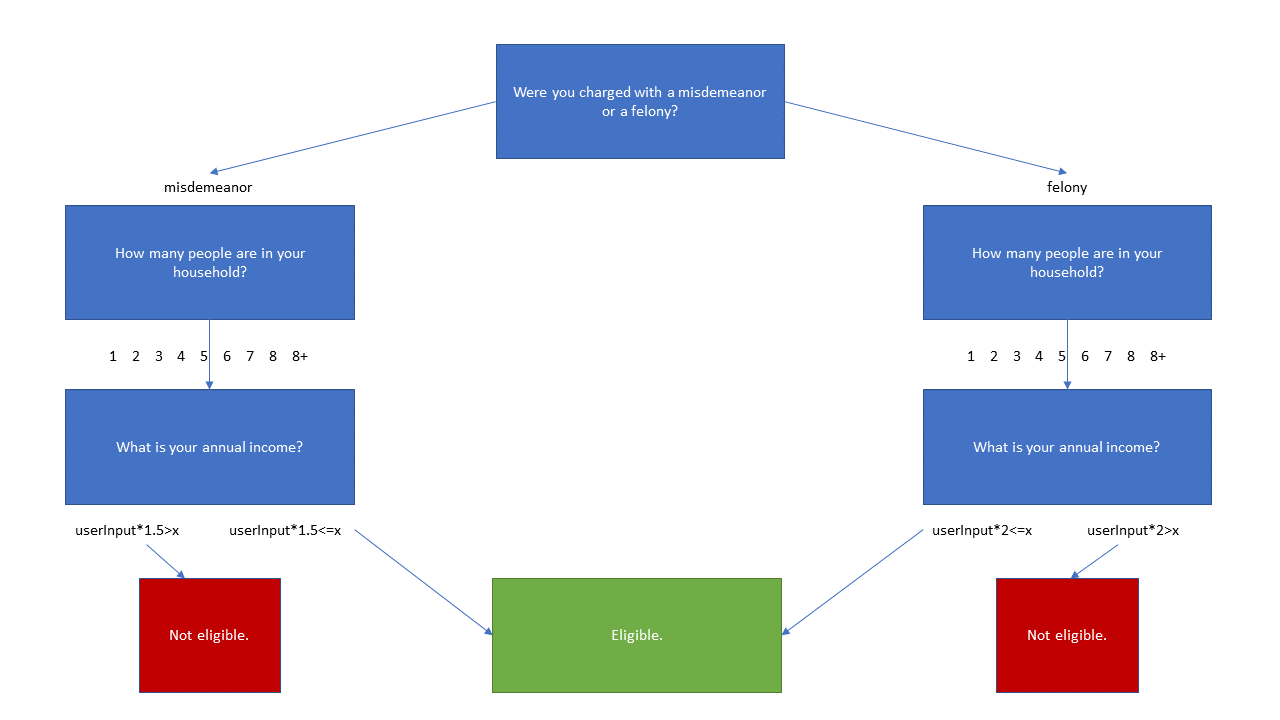 Were you charged with a misdemeanor
or a felony?
misdemeanor
felony
How many people are in your
household?
How many people are in your
household?
1 2 3 4 5 6 7 8 8+
1 2 3 4 5 6 7 8 8+
What is your annual income?
What is your annual income?
userInput*1.5>x
userInput*1.5<=x
userInput*2<=x
userInput*2>x
Not eligible.
Eligible.
Not eligible.